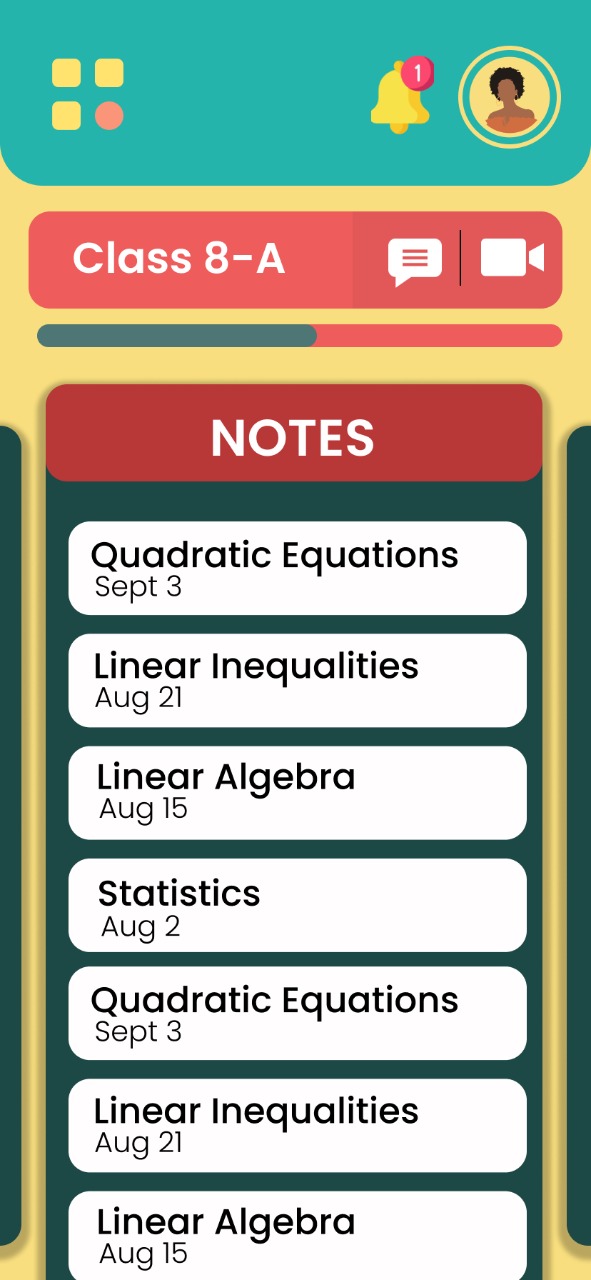 1
Class 8-A
NOTES
Quadratic Equations
Sept 3
Linear Inequalities
Aug 21
Linear Algebra
Aug 15
Statistics
Aug 2
Quadratic Equations
Sept 3
Linear Inequalities
Aug 21
Linear Algebra
Aug 15